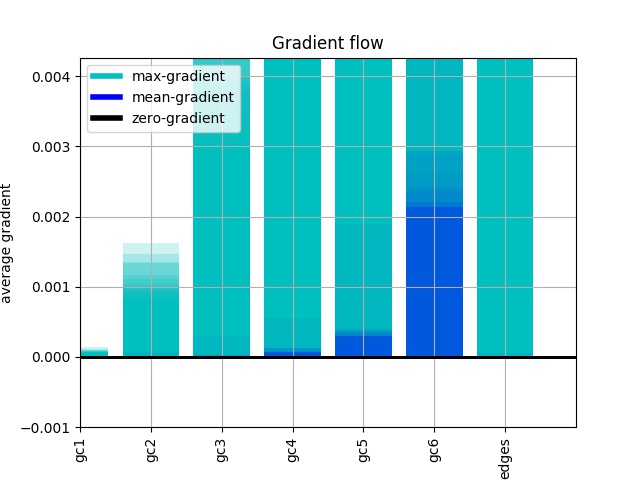 Gradient flow
max-gradient
mean-gradient
zero-gradient
average gradient
0.004
0.003
0.002
0.001
0.000
−0.001
gc1
gc2
gc3
gc4
gc5
gc6
edges